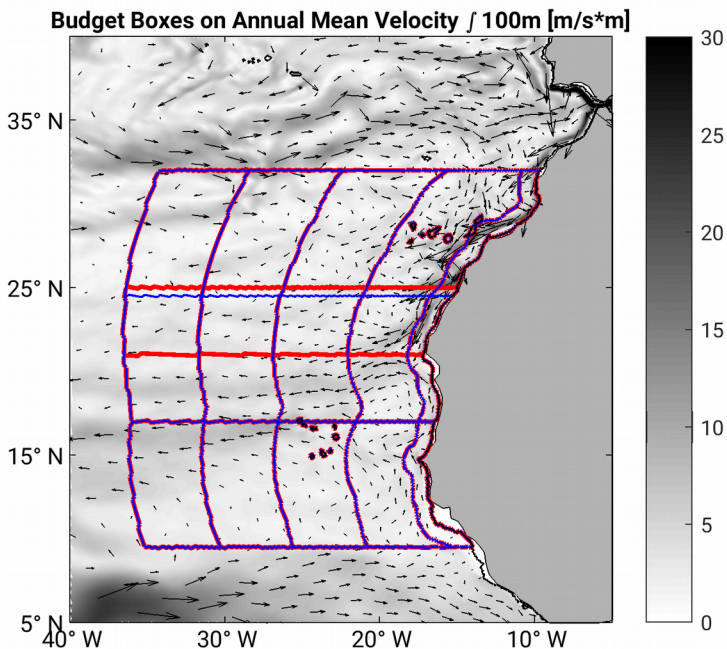 Budget Boxes on Annual Mean Velocity ∫ 100m [m/s*m]
30
25
20
15
10
5
0
35° N
25° N
15° N
5° N
40° W
30° W
20° W
10° W